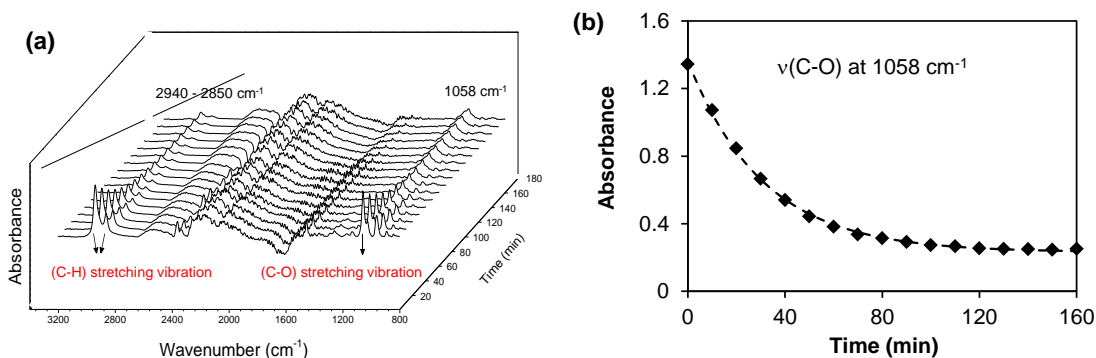 (a)
2940 - 2850 cm⁻¹
1058 cm⁻¹
Absorbance
(C-H) stretching vibration
(C-O) stretching vibration
3200 2800 2400 2000 1600 1200 800
Wavenumber (cm⁻¹)
20 40 60 80 100 120 140 160 180
Time (min)
(b)
ν(C-O) at 1058 cm⁻¹
Absorbance
1.6
1.2
0.8
0.4
0
0 40 80 120 160
Time (min)